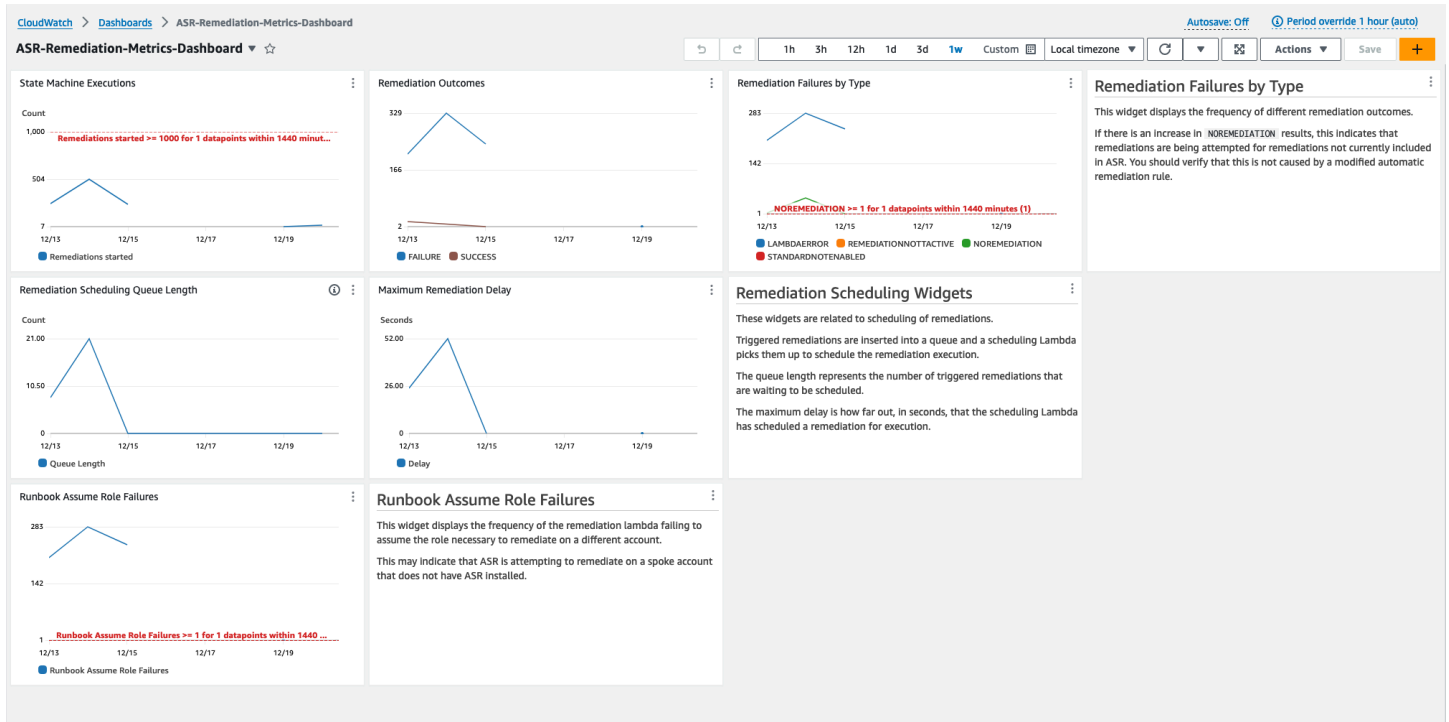 CloudWatch > Dashboards > ASR-Remediation-Metrics-Dashboard
Autosave: Off
Period override 1 hour (auto)
ASR-Remediation-Metrics-Dashboard
1h 3h 12h 1d 3d 1w Custom
Local timezone
Actions
Save
State Machine Executions
Count
1,000
Remediations started >= 1000 for 1 datapoints within 1440 minut...
504
7
12/13 12/15 12/17 12/19
Remediations started
Remediation Outcomes
329
166
2
12/13 12/15 12/17 12/19
FAILURE SUCCESS
Remediation Failures by Type
283
142
NOREMEDIATION >= 1 for 1 datapoints within 1440 minutes (1)
1
12/13 12/15 12/17 12/19
LAMBDAERROR REMEDIATIONNOTTACTIVE NOREMEDIATION
STANDARDNOTENABLED
Remediation Failures by Type
This widget displays the frequency of different remediation outcomes.
If there is an increase in NOREMEDIATION results, this indicates that
remediations are being attempted for remediations not currently included
in ASR. You should verify that this is not caused by a modified automatic
remediation rule.
Remediation Scheduling Queue Length
Count
21.00
10.50
0
12/13 12/15 12/17 12/19
Queue Length
Maximum Remediation Delay
Seconds
52.00
26.00
0
12/13 12/15 12/17 12/19
Delay
Remediation Scheduling Widgets
These widgets are related to scheduling of remediations.
Triggered remediations are inserted into a queue and a scheduling Lambda
picks them up to schedule the remediation execution.
The queue length represents the number of triggered remediations that
are waiting to be scheduled.
The maximum delay is how far out, in seconds, that the scheduling Lambda
has scheduled a remediation for execution.
Runbook Assume Role Failures
283
142
Runbook Assume Role Failures >= 1 for 1 datapoints within 1440 ...
1
12/13 12/15 12/17 12/19
Runbook Assume Role Failures
Runbook Assume Role Failures
This widget displays the frequency of the remediation lambda failing to
assume the role necessary to remediate on a different account.
This may indicate that ASR is attempting to remediate on a spoke account
that does not have ASR installed.